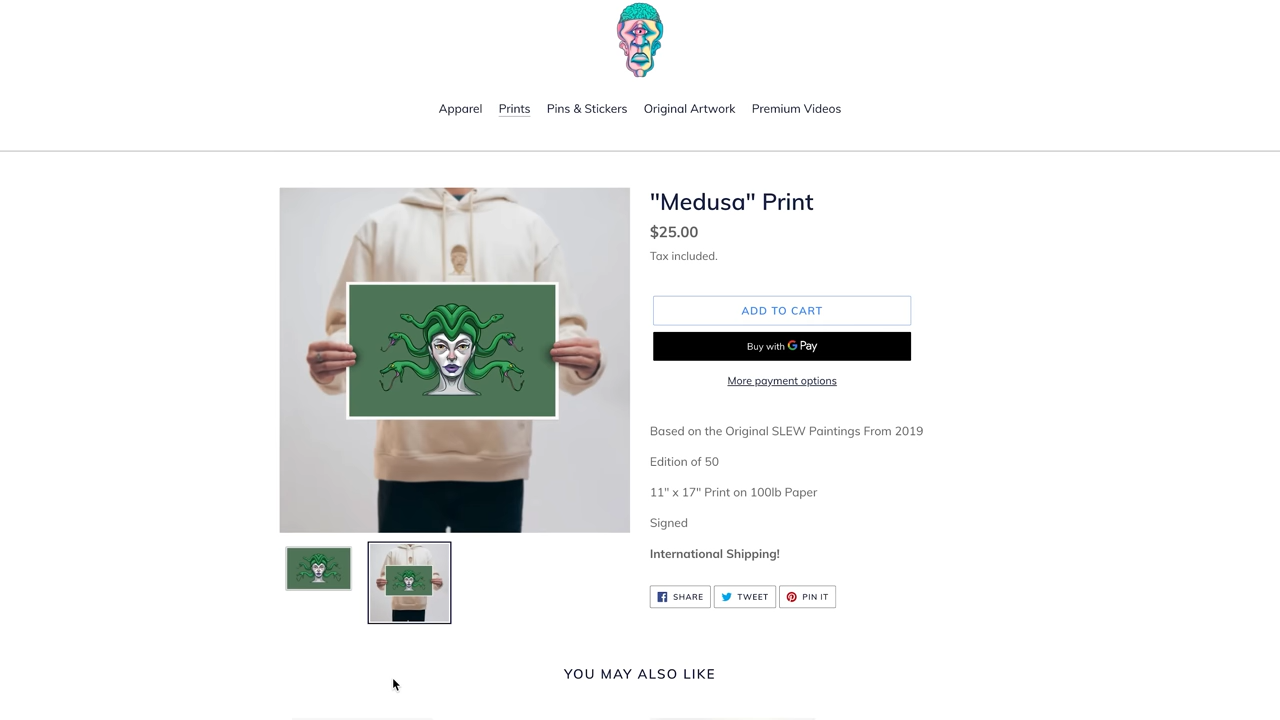 Apparel Prints Pins & Stickers Original Artwork Premium Videos
"Medusa" Print
$25.00
Tax included.
ADD TO CART
Buy with G Pay
More payment options
Based on the Original SLEW Paintings From 2019
Edition of 50
11" x 17" Print on 100lb Paper
Signed
International Shipping!
SHARE TWEET PIN IT
YOU MAY ALSO LIKE